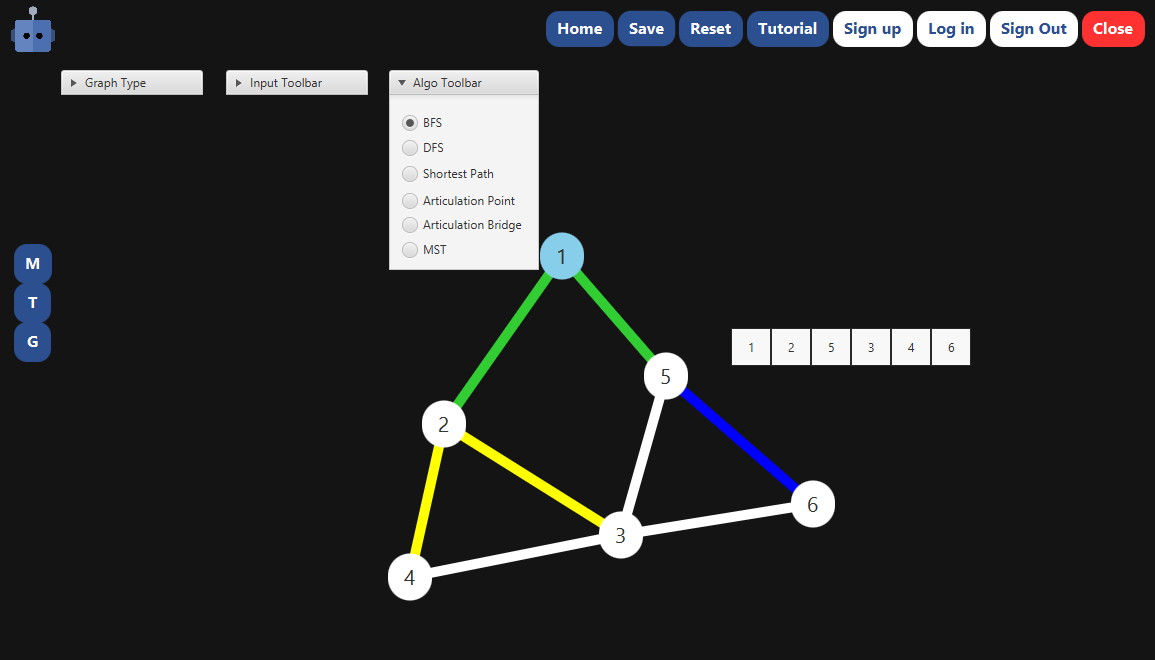 Home Save Reset Tutorial Sign up Log in Sign Out Close
Graph Type Input Toolbar Algo Toolbar
BFS
DFS
Shortest Path
Articulation Point
Articulation Bridge
MST
M
T
G
1
1 2 5 3 4 6
5
2
6
3
4